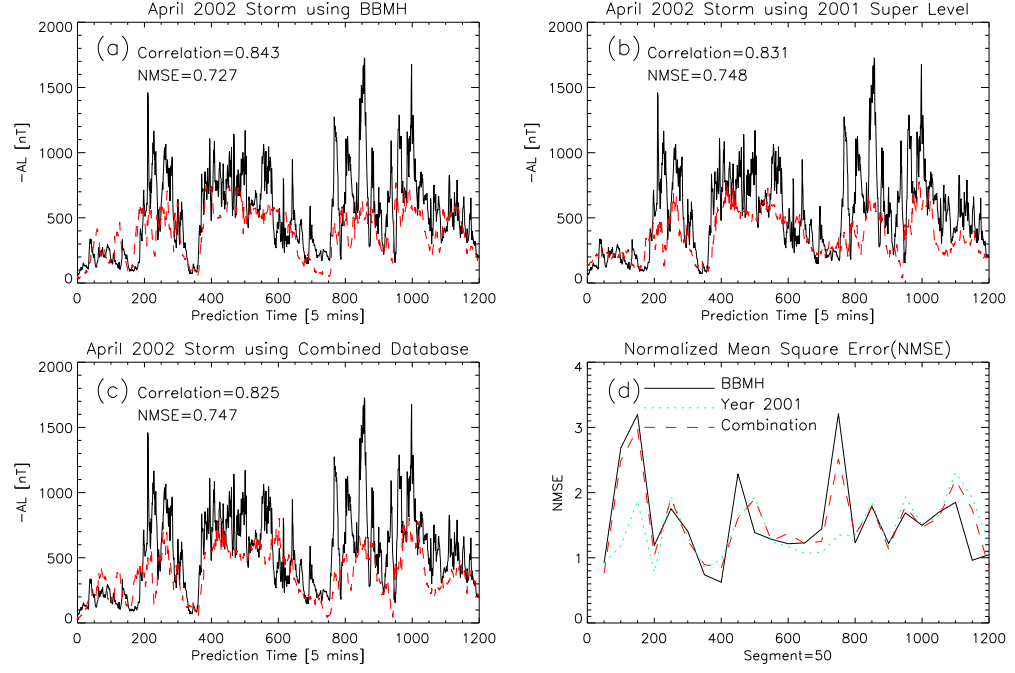 April 2002 Storm using BBMH
(a)
Correlation=0.843
NMSE=0.727
2000
1500
1000
500
0
-AL [nT]
0 200 400 600 800 1000 1200
Prediction Time [5 mins]
April 2002 Storm using 2001 Super Level
(b)
Correlation=0.831
NMSE=0.748
2000
1500
1000
500
0
-AL [nT]
0 200 400 600 800 1000 1200
Prediction Time [5 mins]
April 2002 Storm using Combined Database
(c)
Correlation=0.825
NMSE=0.747
2000
1500
1000
500
0
-AL [nT]
0 200 400 600 800 1000 1200
Prediction Time [5 mins]
Normalized Mean Square Error(NMSE)
(d)
BBMH
Year 2001
Combination
4
3
2
1
0
NMSE
0 200 400 600 800 1000 1200
Segment=50